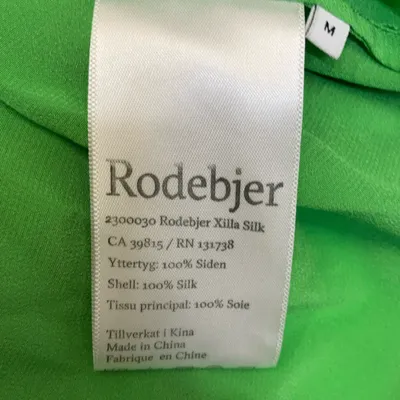 M
Rodebjer
2300030 Rodebjer Xilla Silk
CA 39815 / RN 131738
Yttertyg: 100% Siden
Shell: 100% Silk
Tissu principal: 100% Soie
Tillverkat i Kina
Made in China
Fabrique en Chine